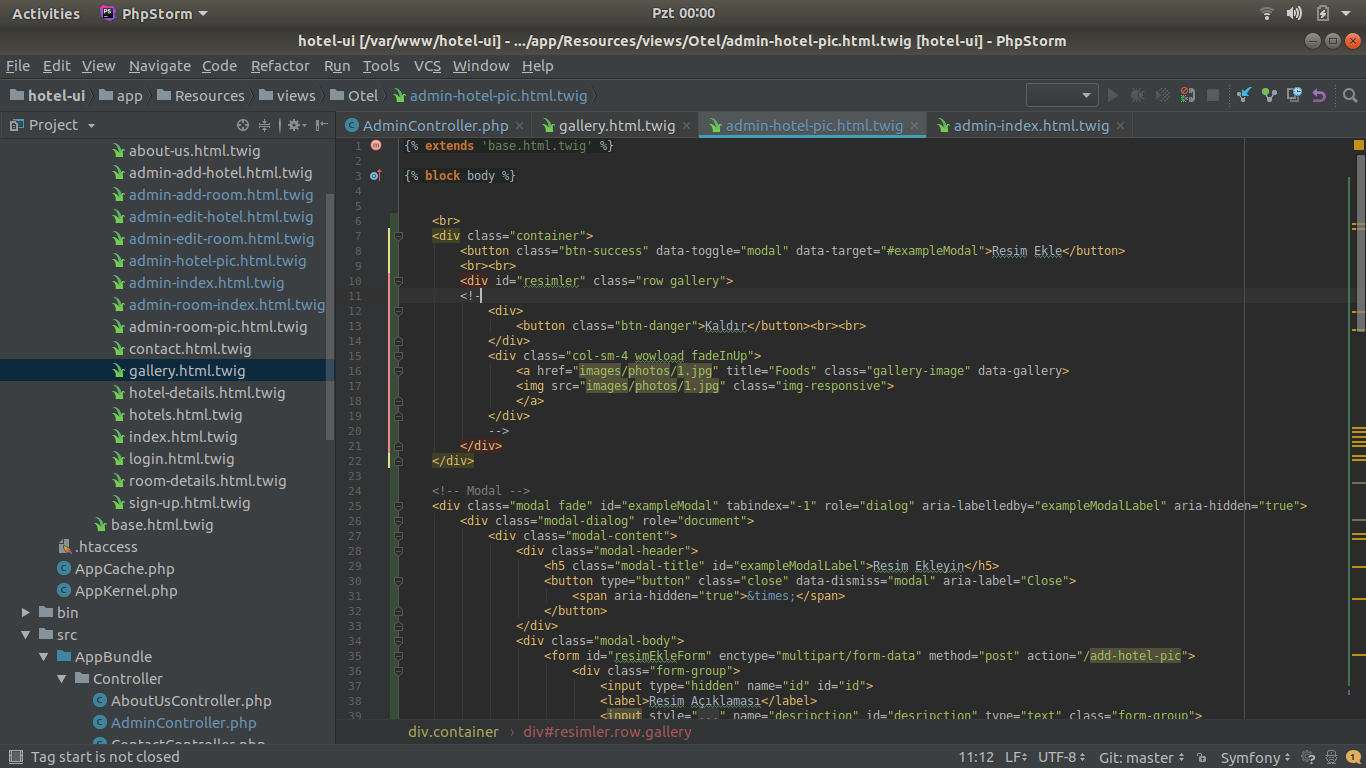 Activities PhpStorm Pzt 00:00
hotel-ui [/var/www/hotel-ui] - .../app/Resources/views/Otel/admin-hotel-pic.html.twig [hotel-ui] - PhpStorm
File Edit View Navigate Code Refactor Run Tools VCS Window Help
hotel-ui app Resources views Otel admin-hotel-pic.html.twig
Project
AdminController.php gallery.html.twig admin-hotel-pic.html.twig admin-index.html.twig
about-us.html.twig
admin-add-hotel.html.twig
admin-add-room.html.twig
admin-edit-hotel.html.twig
admin-edit-room.html.twig
admin-hotel-pic.html.twig
admin-index.html.twig
admin-room-index.html.twig
admin-room-pic.html.twig
contact.html.twig
gallery.html.twig
hotel-details.html.twig
hotels.html.twig
index.html.twig
login.html.twig
room-details.html.twig
sign-up.html.twig
base.html.twig
.htaccess
AppCache.php
AppKernel.php
bin
src
AppBundle
Controller
AboutUsController.php
AdminController.php
ContactController.php
1 {% extends 'base.html.twig' %}
2
3 {% block body %}
4
5
6 <br>
7 <div class="container">
8 <button class="btn-success" data-toggle="modal" data-target="#exampleModal">Resim Ekle</button>
9 <br><br>
10 <div id="resimler" class="row gallery">
11 <!-
12 <div>
13 <button class="btn-danger">Kaldır</button><br><br>
14 </div>
15 <div class="col-sm-4 wowload fadeInUp">
16 <a href="images/photos/1.jpg" title="Foods" class="gallery-image" data-gallery>
17 <img src="images/photos/1.jpg" class="img-responsive">
18 </a>
19 </div>
20 -->
21 </div>
22 </div>
23
24 <!-- Modal -->
25 <div class="modal fade" id="exampleModal" tabindex="-1" role="dialog" aria-labelledby="exampleModalLabel" aria-hidden="true">
26 <div class="modal-dialog" role="document">
27 <div class="modal-content">
28 <div class="modal-header">
29 <h5 class="modal-title" id="exampleModalLabel">Resim Ekleyin</h5>
30 <button type="button" class="close" data-dismiss="modal" aria-label="Close">
31 <span aria-hidden="true">&times;</span>
32 </button>
33 </div>
34 <div class="modal-body">
35 <form id="resimEkleForm" enctype="multipart/form-data" method="post" action="/add-hotel-pic">
36 <div class="form-group">
37 <input type="hidden" name="id" id="id">
38 <label>Resim Açıklaması</label>
39 <input style="..." name="desription" id="desription" type="text" class="form-group">
div.container › div#resimler.row.gallery
Tag start is not closed 11:12 LF UTF-8 Git: master Symfony 1